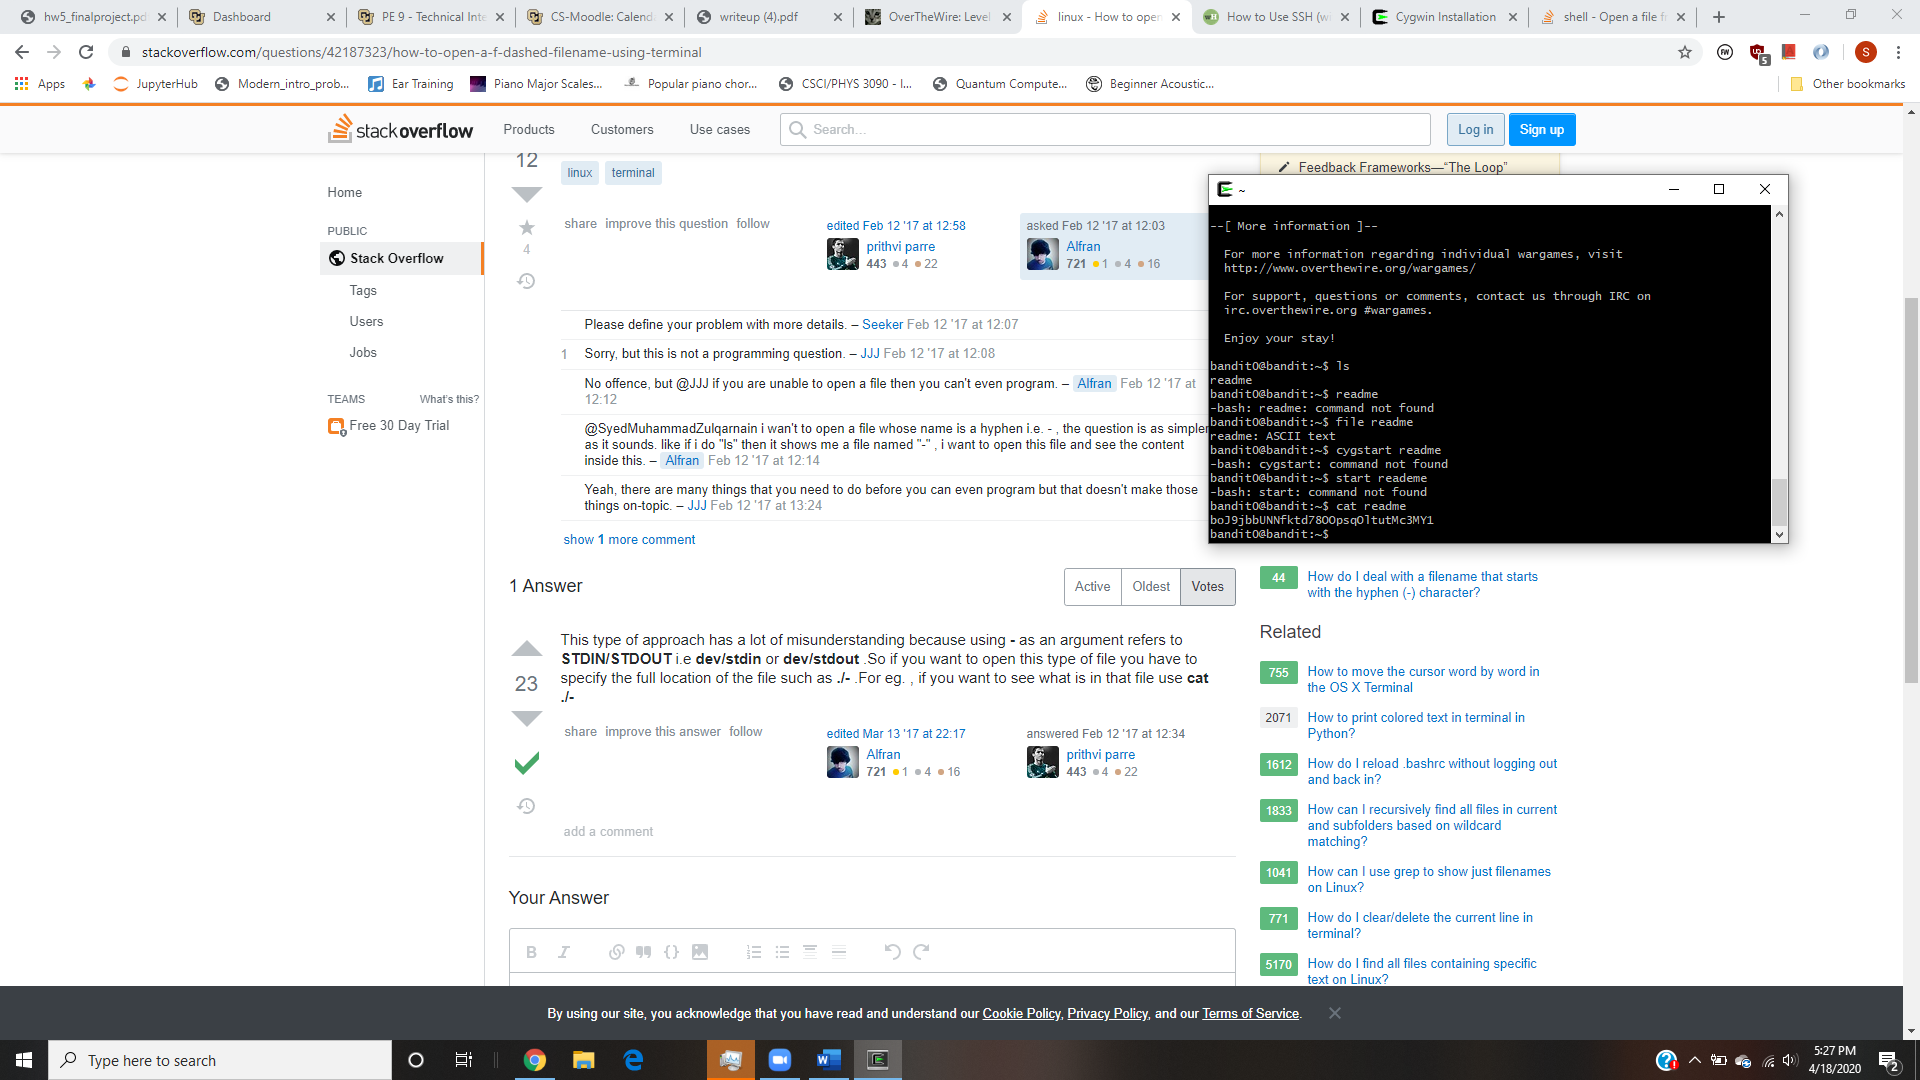 hw5_finalproject.pd
Dashboard
PE 9 - Technical Inte
CS-Moodle: Calend
writeup (4).pdf
OverTheWire: Level
linux - How to open
How to Use SSH (wi
Cygwin Installation
shell - Open a file fr
stackoverflow.com/questions/42187323/how-to-open-a-f-dashed-filename-using-terminal
5
S
Apps
JupyterHub
Modern_intro_prob...
Ear Training
Piano Major Scales...
Popular piano chor...
CSCI/PHYS 3090 - I...
Quantum Compute...
Beginner Acoustic...
Other bookmarks
stackoverflow
Products
Customers
Use cases
Search...
Log in
Sign up
Home
PUBLIC
Stack Overflow
Tags
Users
Jobs
TEAMS
What's this?
Free 30 Day Trial
12
linux
terminal
4
share improve this question follow
edited Feb 12 '17 at 12:58
prithvi parre
443 4 22
asked Feb 12 '17 at 12:03
Alfran
721 1 4 16
Please define your problem with more details. – Seeker Feb 12 '17 at 12:07
1 Sorry, but this is not a programming question. – JJJ Feb 12 '17 at 12:08
No offence, but @JJJ if you are unable to open a file then you can't even program. – Alfran Feb 12 '17 at
12:12
@SyedMuhammadZulqarnain i wan't to open a file whose name is a hyphen i.e. - , the question is as simpler
as it sounds. like if i do "ls" then it shows me a file named "-" , i want to open this file and see the content
inside this. – Alfran Feb 12 '17 at 12:14
Yeah, there are many things that you need to do before you can even program but that doesn't make those
things on-topic. – JJJ Feb 12 '17 at 13:24
show 1 more comment
1 Answer
Active
Oldest
Votes
23
This type of approach has a lot of misunderstanding because using - as an argument refers to
STDIN/STDOUT i.e dev/stdin or dev/stdout .So if you want to open this type of file you have to
specify the full location of the file such as ./- .For eg. , if you want to see what is in that file use cat
./-
share improve this answer follow
edited Mar 13 '17 at 22:17
Alfran
721 1 4 16
answered Feb 12 '17 at 12:34
prithvi parre
443 4 22
add a comment
Your Answer
B I
Feedback Frameworks—“The Loop”
~
--[ More information ]--
For more information regarding individual wargames, visit
http://www.overthewire.org/wargames/
For support, questions or comments, contact us through IRC on
irc.overthewire.org #wargames.
Enjoy your stay!
bandit0@bandit:~$ ls
readme
bandit0@bandit:~$ readme
-bash: readme: command not found
bandit0@bandit:~$ file readme
readme: ASCII text
bandit0@bandit:~$ cygstart readme
-bash: cygstart: command not found
bandit0@bandit:~$ start reademe
-bash: start: command not found
bandit0@bandit:~$ cat readme
boJ9jbbUNNfktd78OOpsqOltutMc3MY1
bandit0@bandit:~$
44 How do I deal with a filename that starts
with the hyphen (-) character?
Related
755 How to move the cursor word by word in
the OS X Terminal
2071 How to print colored text in terminal in
Python?
1612 How do I reload .bashrc without logging out
and back in?
1833 How can I recursively find all files in current
and subfolders based on wildcard
matching?
1041 How can I use grep to show just filenames
on Linux?
771 How do I clear/delete the current line in
terminal?
5170 How do I find all files containing specific
text on Linux?
By using our site, you acknowledge that you have read and understand our Cookie Policy, Privacy Policy, and our Terms of Service.
Type here to search
5:27 PM
4/18/2020
2